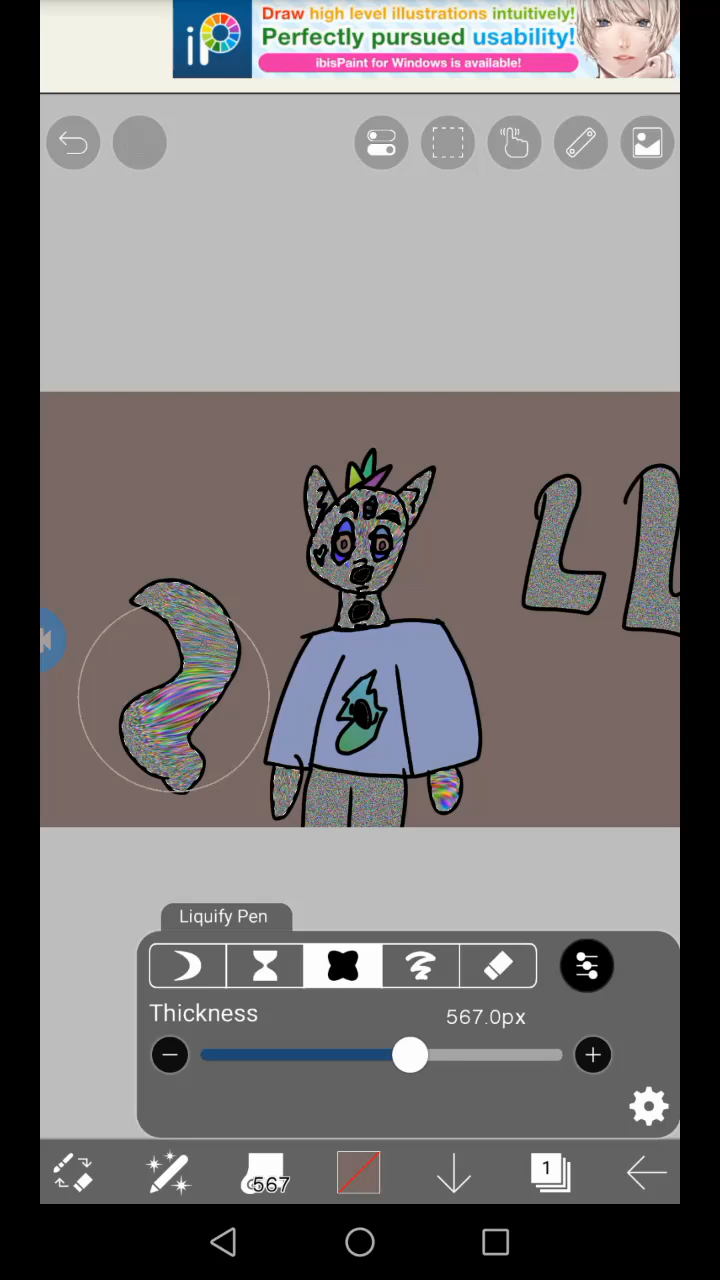 iP
Draw high level illustrations intuitively!
Perfectly pursued usability!
ibisPaint for Windows is available!
LL
Liquify Pen
Thickness
567.0px
567
1